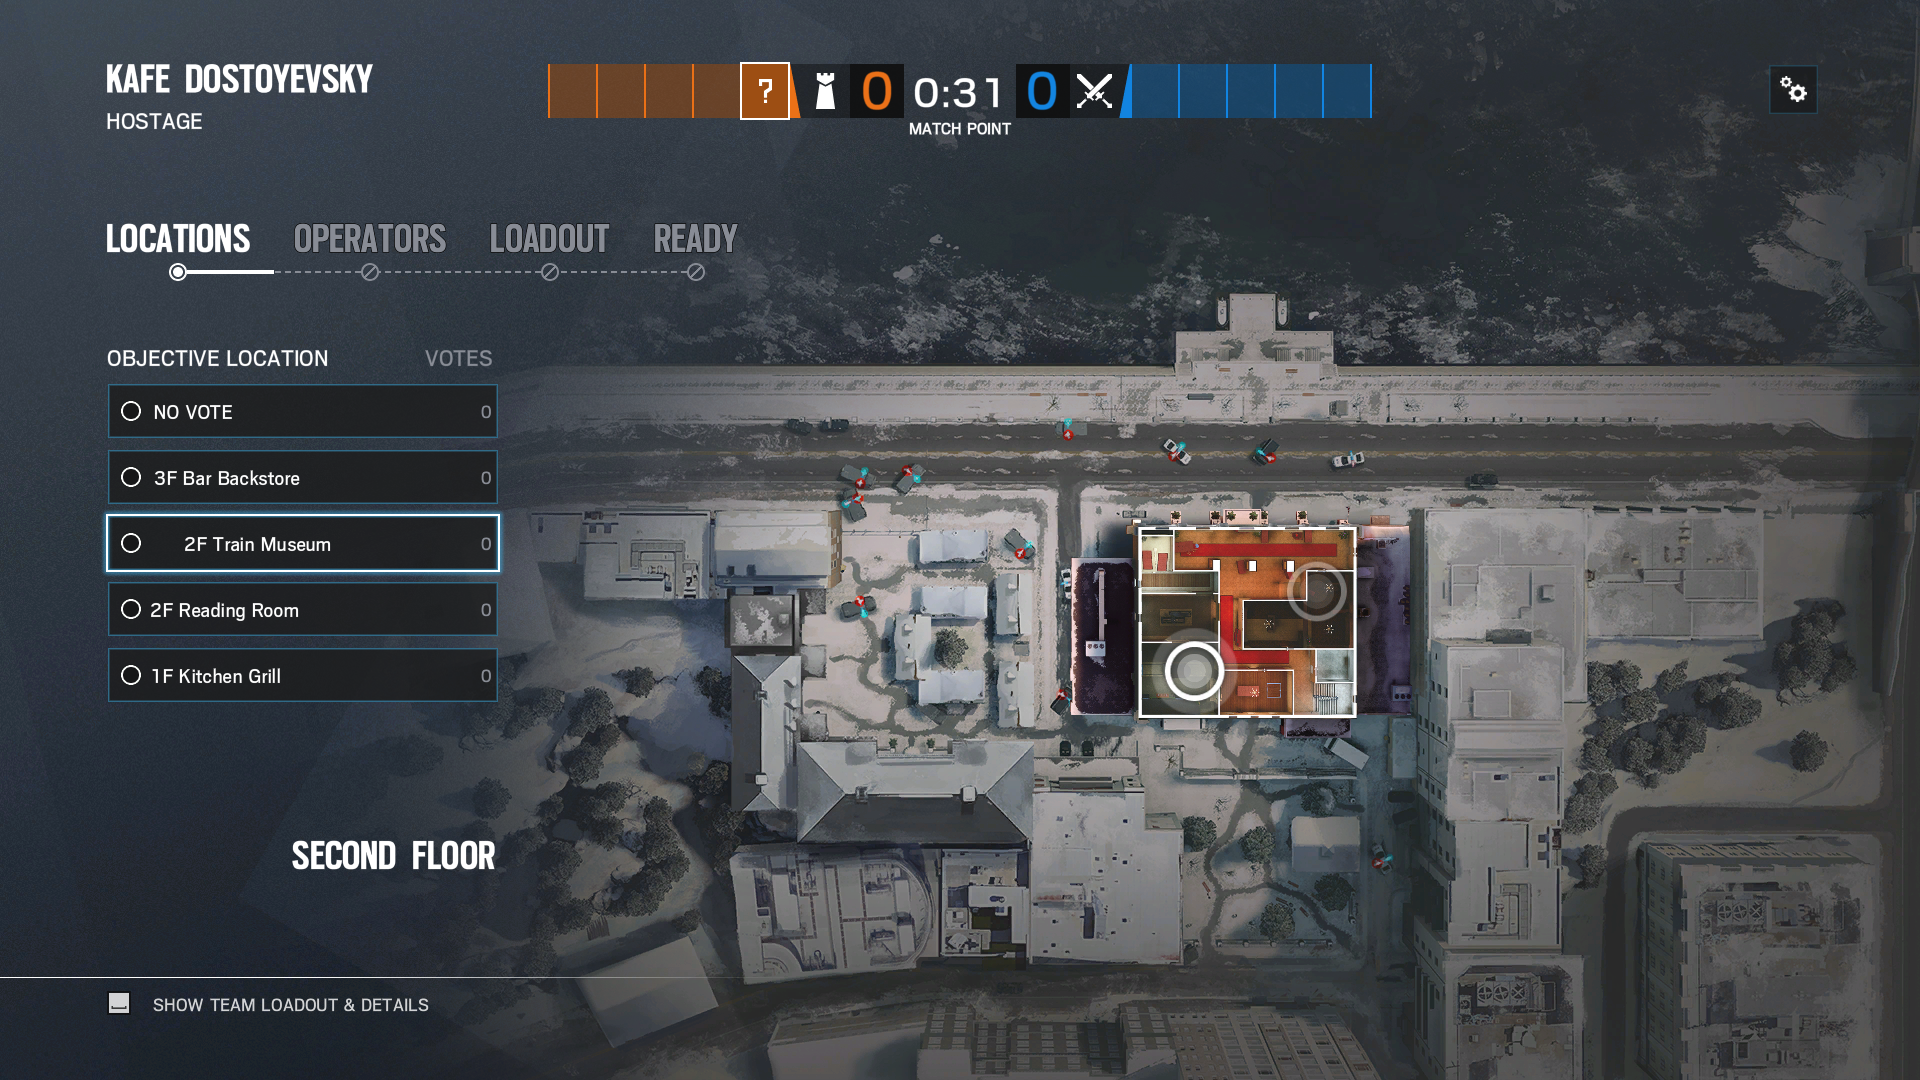 KAFE DOSTOYEVSKY
HOSTAGE
?
0
0:31
0
MATCH POINT
LOCATIONS
OPERATORS
LOADOUT
READY
OBJECTIVE LOCATION
VOTES
NO VOTE 0
3F Bar Backstore 0
2F Train Museum 0
2F Reading Room 0
1F Kitchen Grill 0
SECOND FLOOR
SHOW TEAM LOADOUT & DETAILS